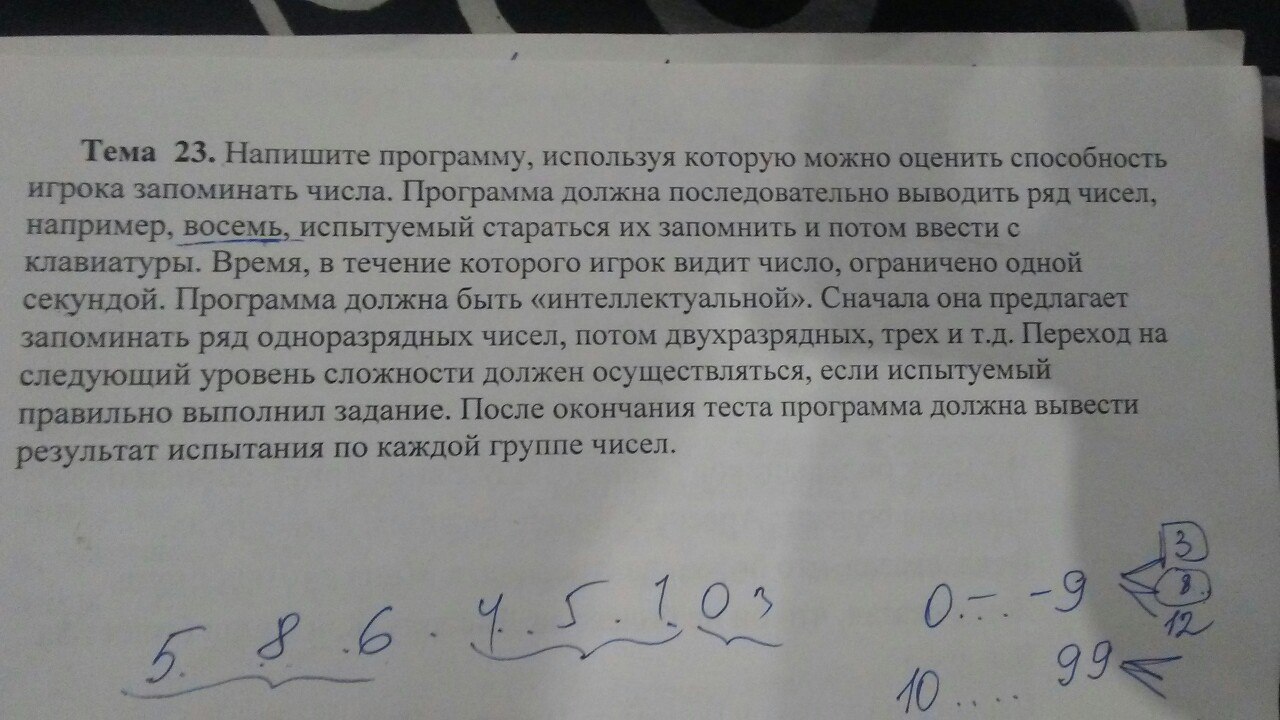 Тема 23. Напишите программу, используя которую можно оценить способность
игрока запоминать числа. Программа должна последовательно выводить ряд чисел,
например, восемь, испытуемый стараться их запомнить и потом ввести с
клавиатуры. Время, в течение которого игрок видит число, ограничено одной
секундой. Программа должна быть «интеллектуальной». Сначала она предлагает
запоминать ряд одноразрядных чисел, потом двухразрядных, трех и т.д. Переход на
следующий уровень сложности должен осуществляться, если испытуемый
правильно выполнил задание. После окончания теста программа должна вывести
результат испытания по каждой группе чисел.
3
5. 8. .6 . 4. . 5 . 1. 0 3 0.-. -9 8.
12
10 .... 99